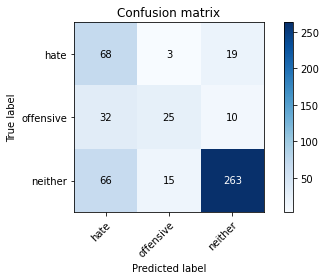 Confusion matrix
True label
hate 68 3 19
offensive 32 25 10
neither 66 15 263
hate offensive neither
Predicted label
250
200
150
100
50